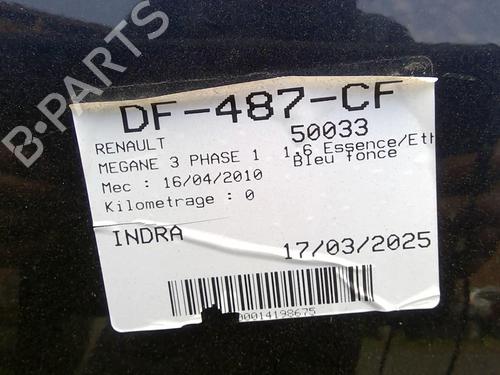 B-PARTS
DF-487-CF
RENAULT 50033
MEGANE 3 PHASE 1 1.6 Essence/Eth
Mec : 16/04/2010 Bleu fonce
Kilometrage : 0
INDRA 17/03/2025
00014198675